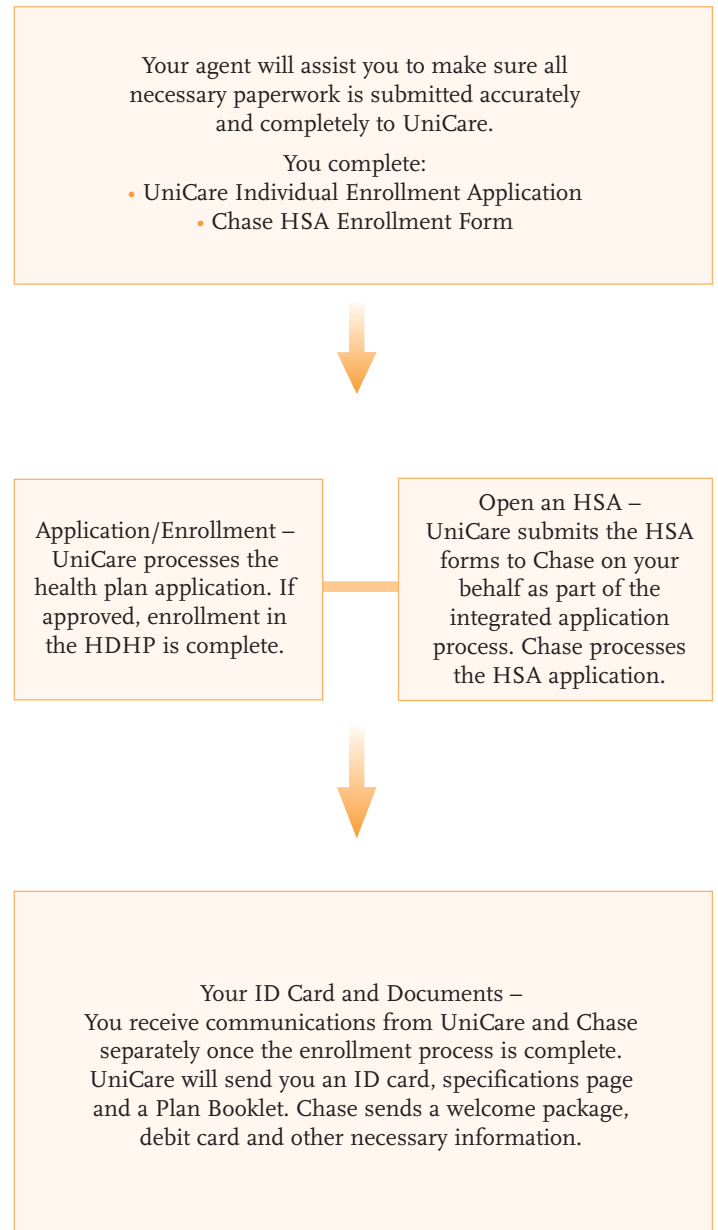 Your agent will assist you to make sure all
necessary paperwork is submitted accurately
and completely to UniCare.
You complete:
• UniCare Individual Enrollment Application
• Chase HSA Enrollment Form
Application/Enrollment –
UniCare processes the
health plan application. If
approved, enrollment in
the HDHP is complete.
Open an HSA –
UniCare submits the HSA
forms to Chase on your
behalf as part of the
integrated application
process. Chase processes
the HSA application.
Your ID Card and Documents –
You receive communications from UniCare and Chase
separately once the enrollment process is complete.
UniCare will send you an ID card, specifications page
and a Plan Booklet. Chase sends a welcome package,
debit card and other necessary information.